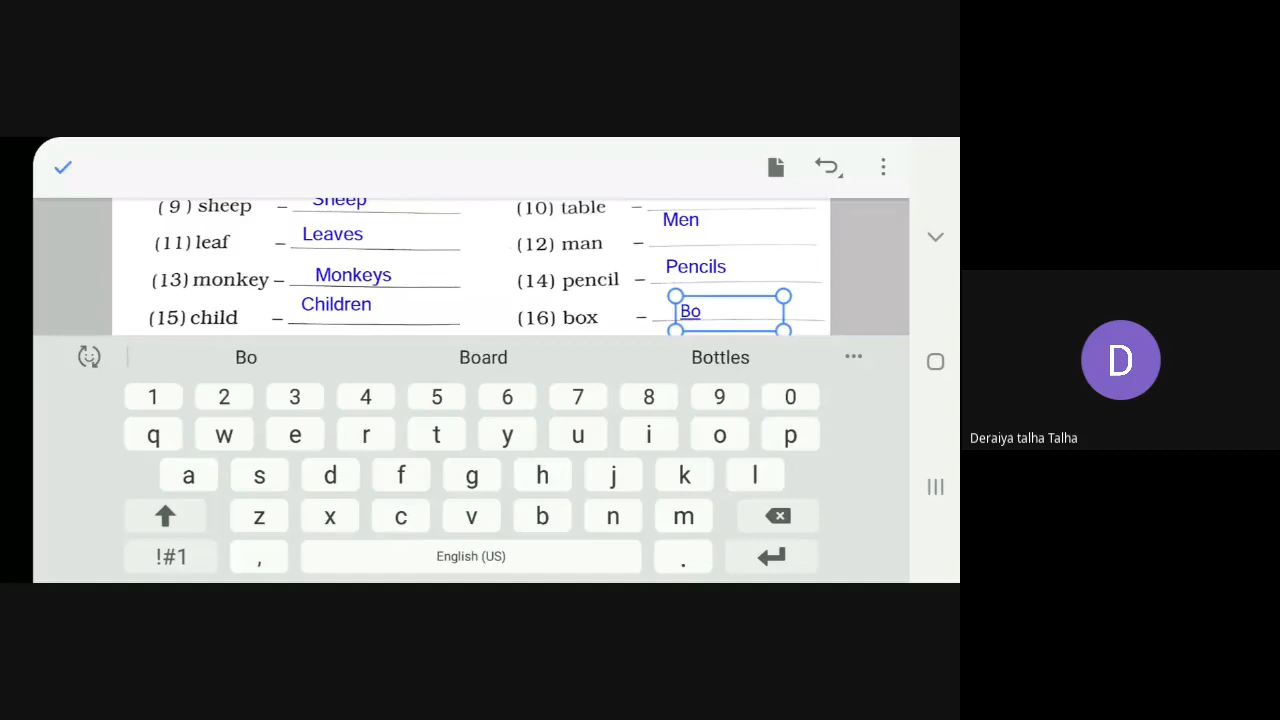 (9) sheep – Sheep (10) table –
(11) leaf – Leaves (12) man – Men
(13) monkey – Monkeys (14) pencil – Pencils
(15) child – Children (16) box – Bo
Bo Board Bottles
1 2 3 4 5 6 7 8 9 0
q w e r t y u i o p
a s d f g h j k l
z x c v b n m
!#1 , English (US) .
D
Deraiya talha Talha